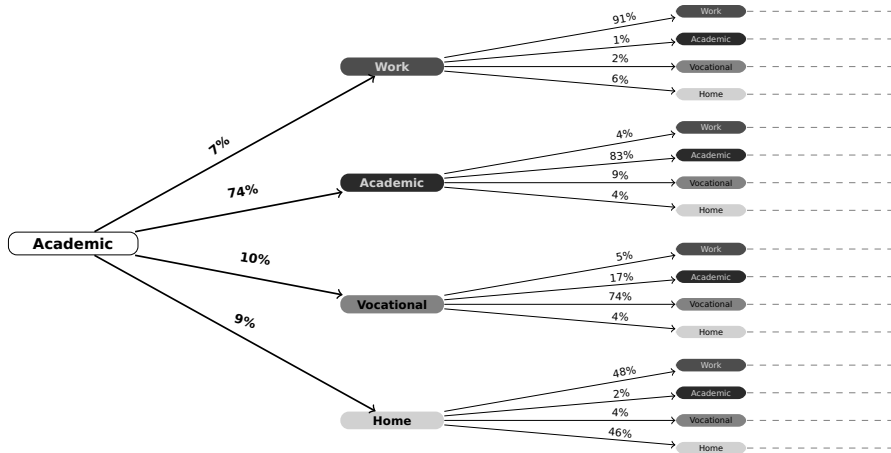 Academic
7%
74%
10%
9%
Work
91%
1%
2%
6%
Work
Academic
Vocational
Home
Academic
4%
83%
9%
4%
Work
Academic
Vocational
Home
Vocational
5%
17%
74%
4%
Work
Academic
Vocational
Home
Home
48%
2%
4%
46%
Work
Academic
Vocational
Home